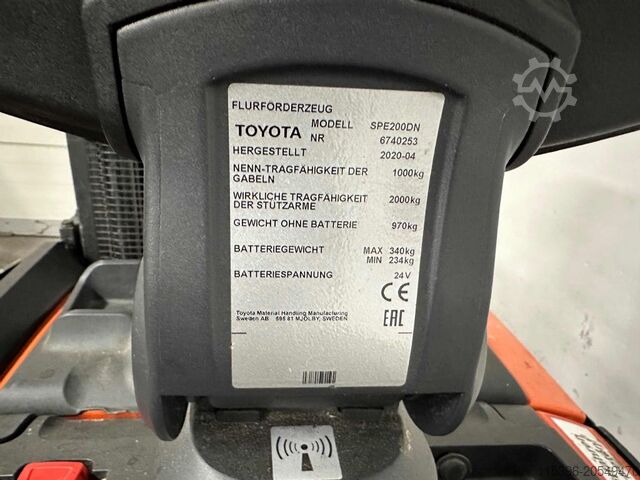 FLURFÖRDERZEUG
TOYOTA MODELL SPE200DN
NR 6740253
HERGESTELLT 2020-04
NENN-TRAGFÄHIGKEIT DER GABELN 1000kg
WIRKLICHE TRAGFÄHIGKEIT DER STÜTZARME 2000kg
GEWICHT OHNE BATTERIE 970kg
BATTERIEGEWICHT MAX 340kg
MIN 234kg
BATTERIESPANNUNG 24V
CE
EAC
Toyota Material Handling Manufacturing
Sweden AB 595 81 MJÖLBY, SWEDEN